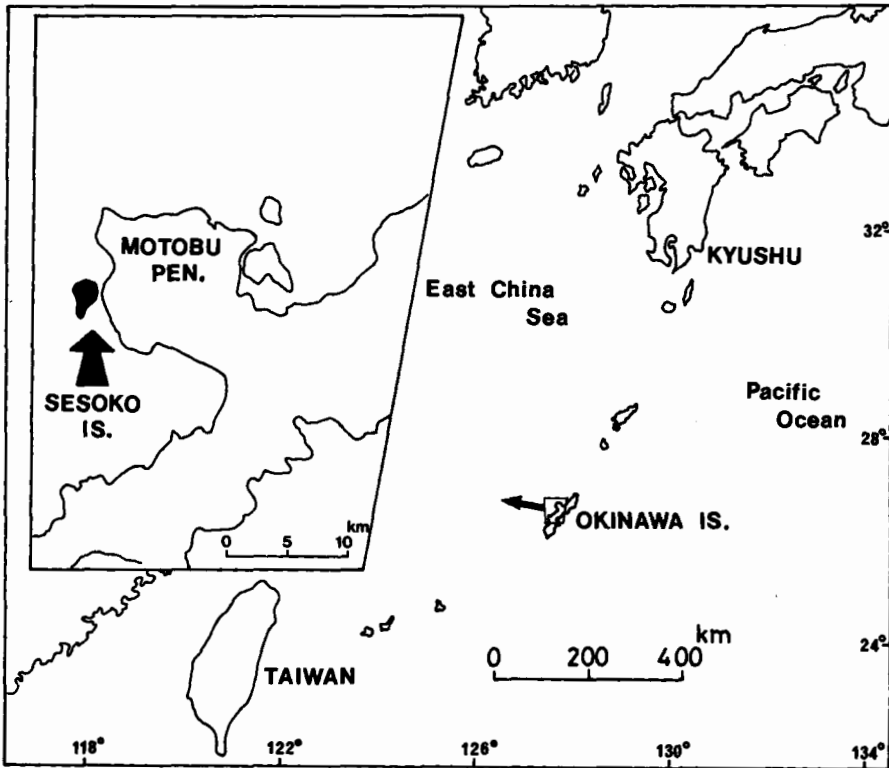 MOTOBU
PEN.
SESOKO
IS.
km
0 5 10
East China
Sea
KYUSHU
Pacific
Ocean
OKINAWA IS.
TAIWAN
km
0 200 400
32°
28°
24°
118° 122° 126° 130° 134°